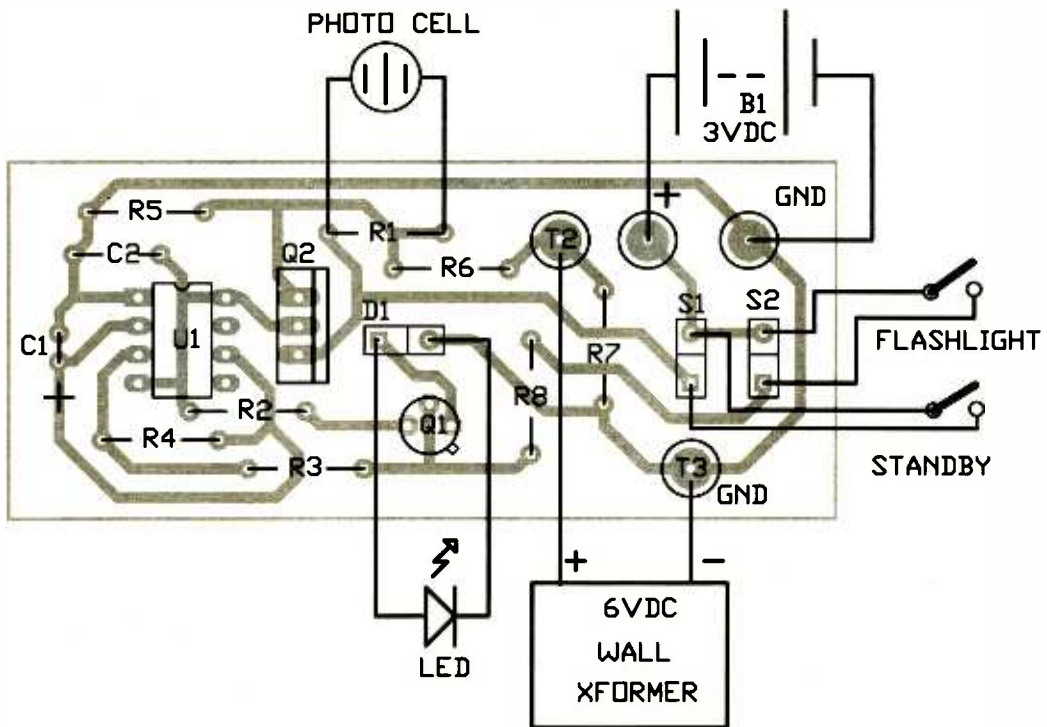 PHOTO CELL
B1
3VDC
+
GND
R5
R1
T2
C2
Q2
R6
D1
S1
S2
C1
U1
FLASHLIGHT
R7
+
R2
R8
Q1
R4
R3
T3
STANDBY
GND
+
-
6VDC
LED
WALL
XFORMER